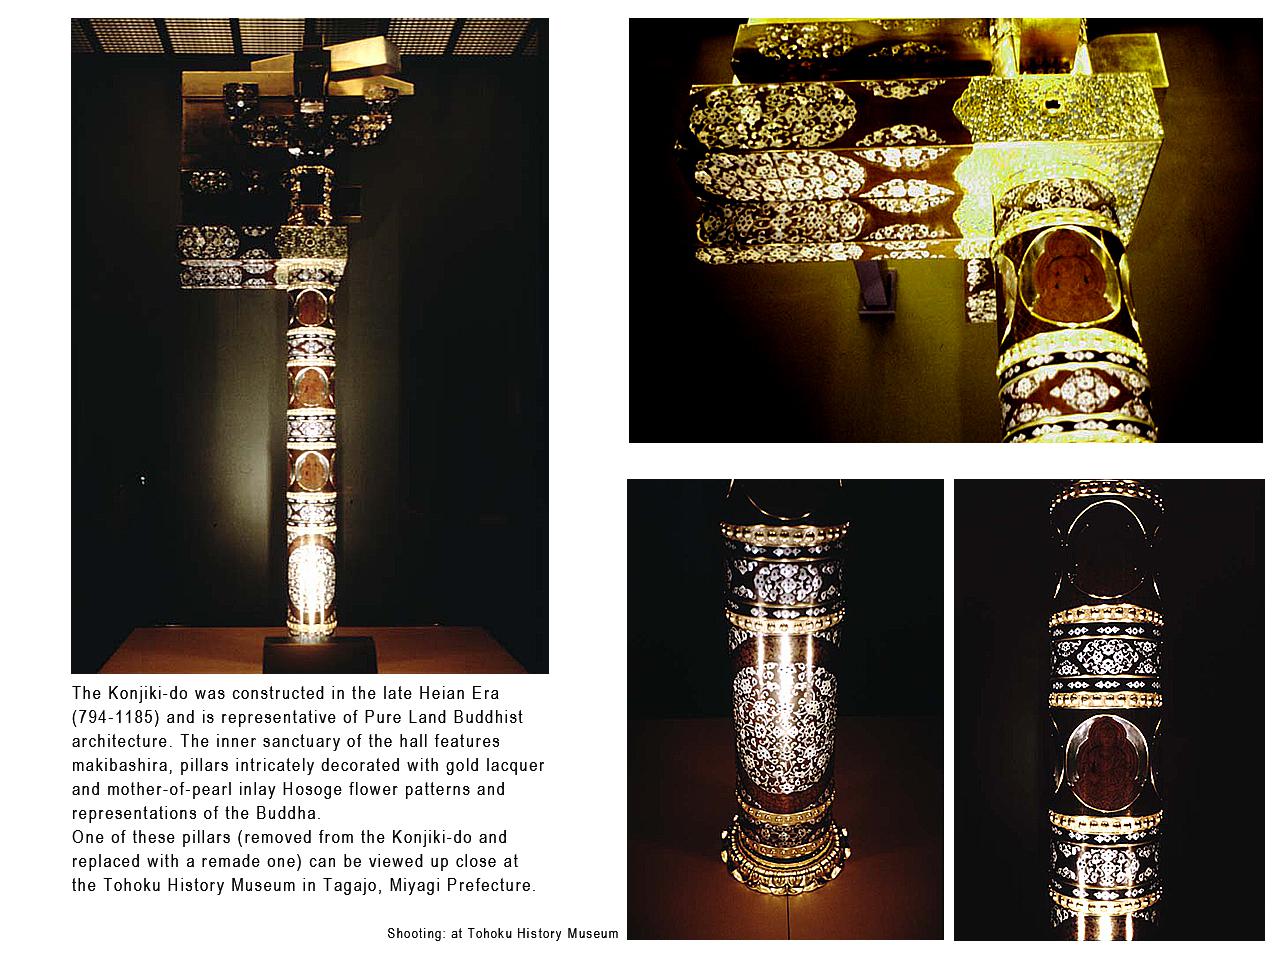 The Konjiki-do was constructed in the late Heian Era
(794-1185) and is representative of Pure Land Buddhist
architecture. The inner sanctuary of the hall features
makibashira, pillars intricately decorated with gold lacquer
and mother-of-pearl inlay Hosoge flower patterns and
representations of the Buddha.
One of these pillars (removed from the Konjiki-do and
replaced with a remade one) can be viewed up close at
the Tohoku History Museum in Tagajo, Miyagi Prefecture.
Shooting: at Tohoku History Museum